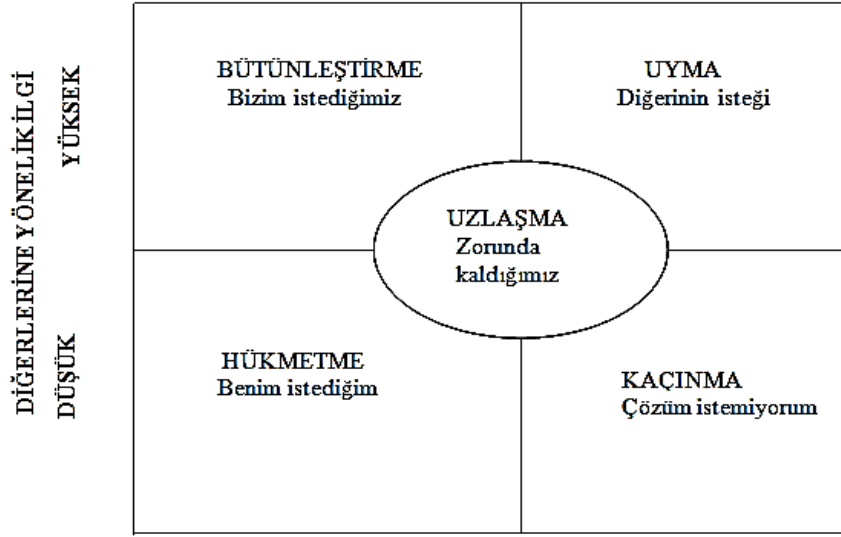 DİĞERLERİNE YÖNELİKİLGİ
YÜKSEK
DÜŞÜK
BÜTÜNLEŞTİRME
Bizim istediğimiz
UYMA
Diğerinin isteği
UZLAŞMA
Zorunda
kaldığımız
HÜKMETME
Benim istediğim
KAÇINMA
Çözüm istemiyorum